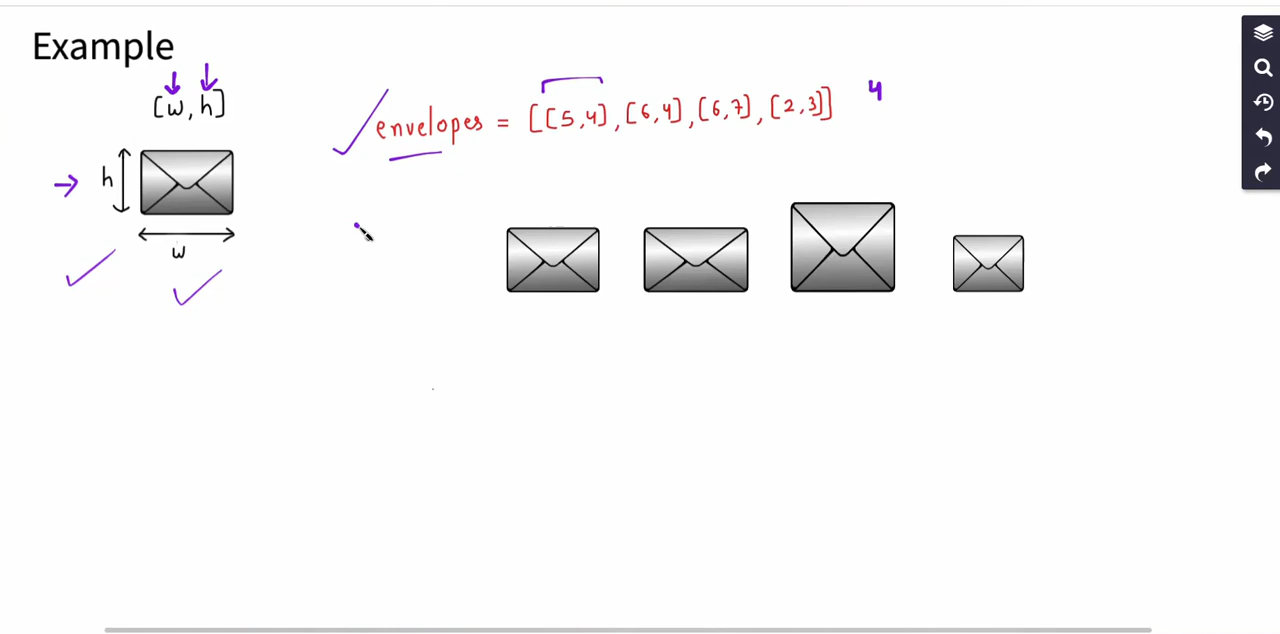 Example
[w,h]
envelopes = [[5,4],[6,4],[6,7],[2,3]] 4
h
w